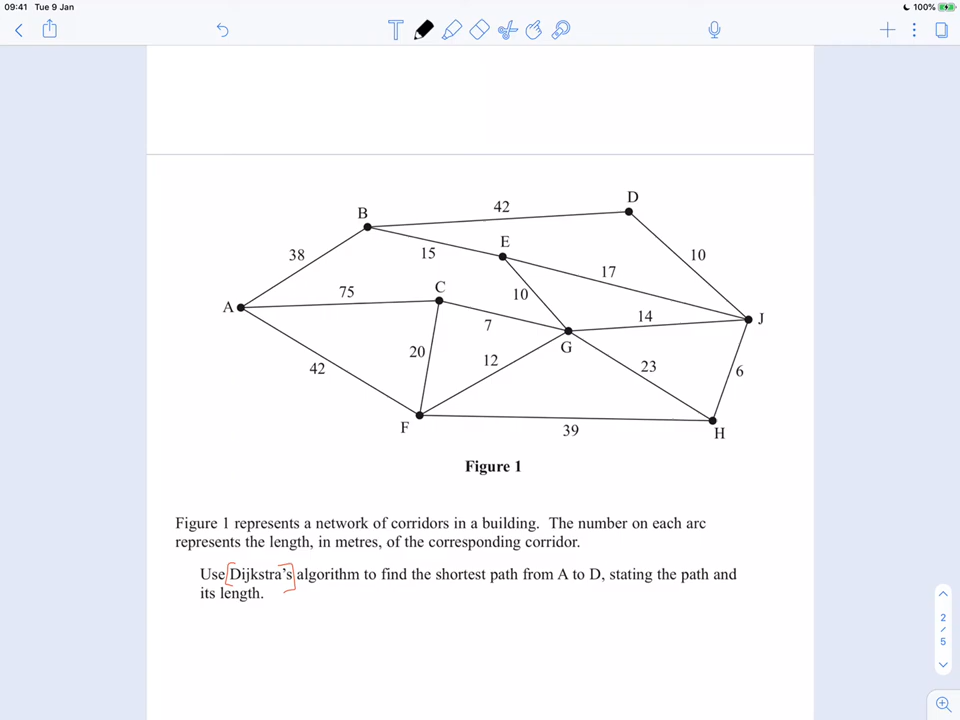 09:41 Tue 9 Jan
100%
T
D
B
42
E
38
15
10
17
C
75
10
A
14
J
7
G
20
12
42
23
6
F
H
39
Figure 1
Figure 1 represents a network of corridors in a building. The number on each arc
represents the length, in metres, of the corresponding corridor.
Use Dijkstra's algorithm to find the shortest path from A to D, stating the path and
its length.
2
/
5